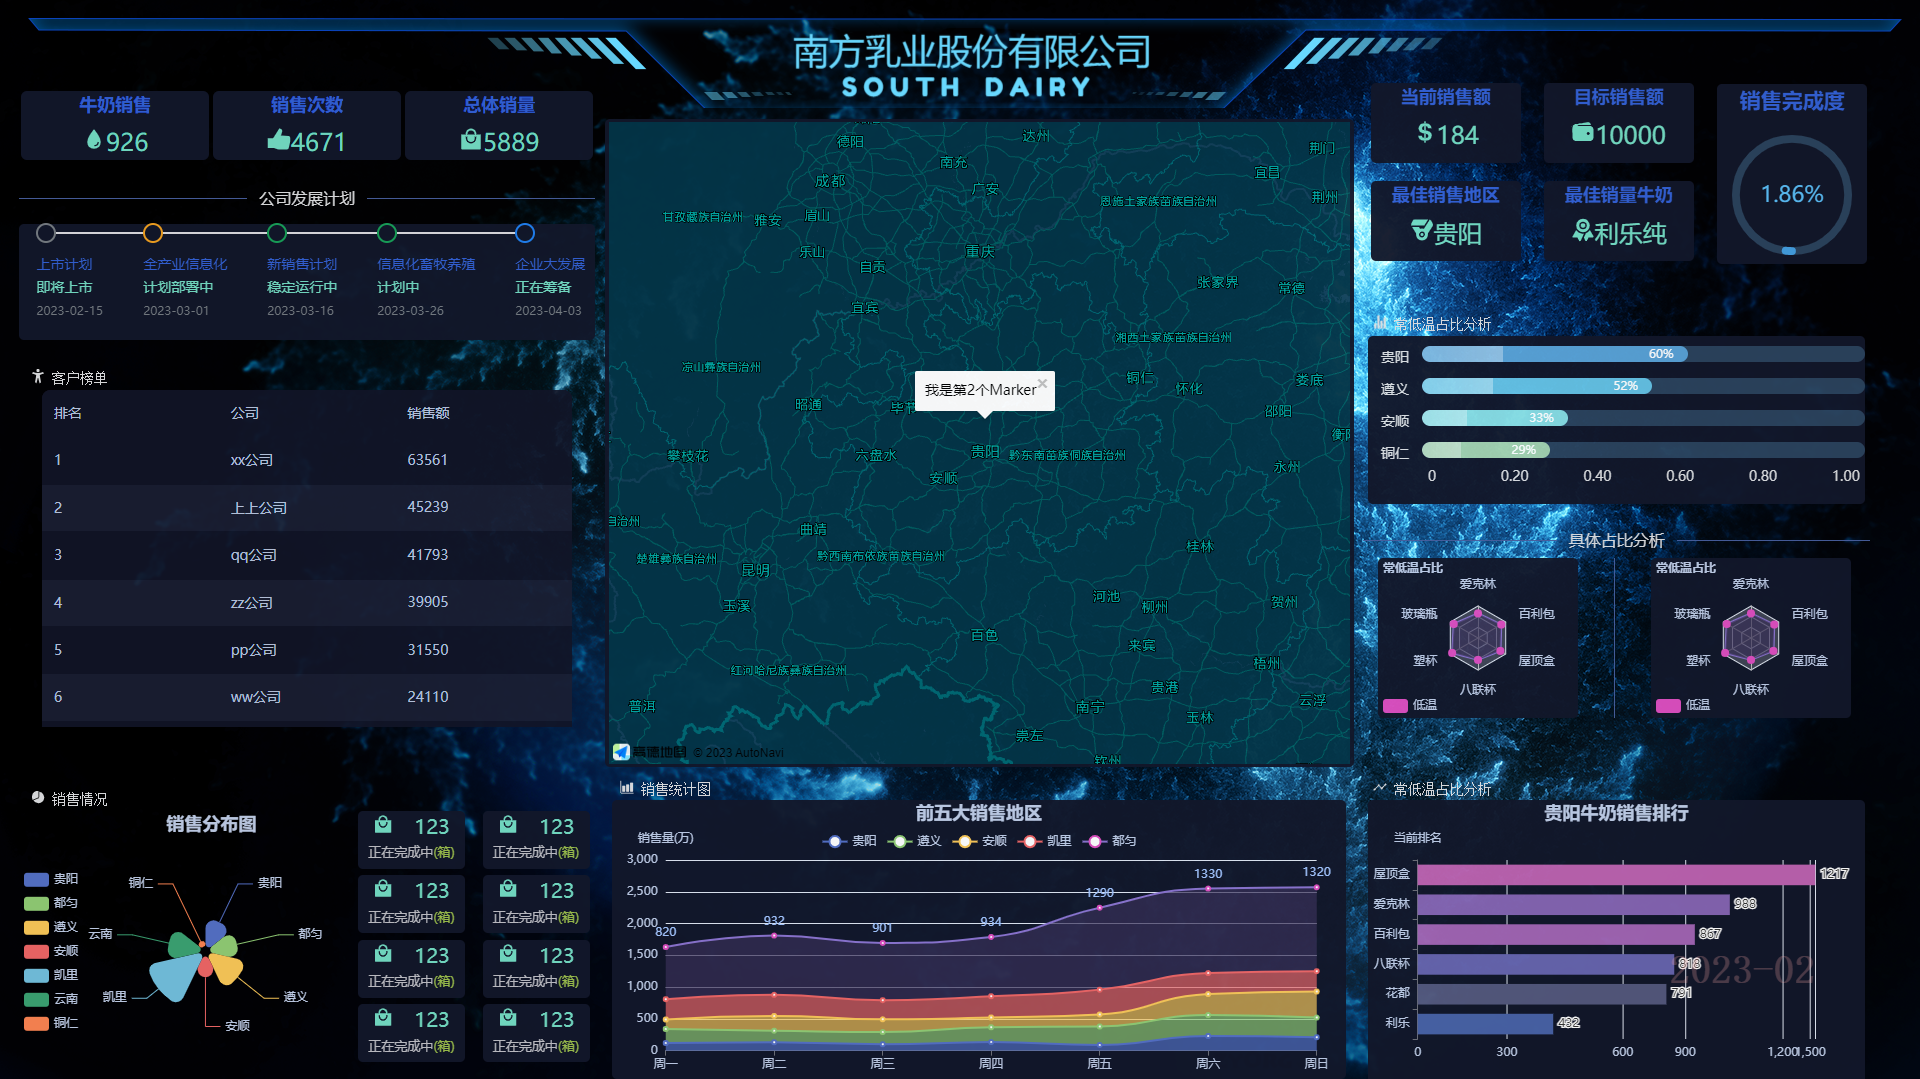 南方乳业股份有限公司
SOUTH DAIRY
牛奶销售
926
销售次数
4671
总体销量
5889
公司发展计划
上市计划
即将上市
2023-02-15
全产业信息化
计划部署中
2023-03-01
新销售计划
稳定运行中
2023-03-16
信息化畜牧养殖
计划中
2023-03-26
企业大发展
正在筹备
2023-04-03
客户榜单
排名 公司 销售额
1 xx公司 63561
2 上上公司 45239
3 qq公司 41793
4 zz公司 39905
5 pp公司 31550
6 ww公司 24110
销售情况
销售分布图
贵阳
都匀
遵义
安顺
凯里
云南
铜仁
铜仁
贵阳
云南
都匀
凯里
遵义
安顺
123
正在完成中(箱)
123
正在完成中(箱)
123
正在完成中(箱)
123
正在完成中(箱)
123
正在完成中(箱)
123
正在完成中(箱)
123
正在完成中(箱)
123
正在完成中(箱)
德阳
达州
南充
荆门
成都
广安
宜昌
甘孜藏族自治州
雅安
眉山
恩施土家族苗族自治州
荆州
乐山
重庆
自贡
张家界
常德
宜宾
湘西土家族苗族自治州
凉山彝族自治州
铜仁
怀化
娄底
昭通
毕节
邵阳
我是第2个Marker
×
攀枝花
六盘水
贵阳
黔东南苗族侗族自治州
永州
安顺
自治州
曲靖
楚雄彝族自治州
黔西南布依族苗族自治州
桂林
昆明
玉溪
河池
柳州
贺州
百色
来宾
红河哈尼族彝族自治州
梧州
贵港
普洱
南宁
玉林
云浮
崇左
钦州
高德地图 © 2023 AutoNavi
销售统计图
前五大销售地区
销售量(万)
贵阳 遵义 安顺 凯里 都匀
3,000
2,500
2,000
1,500
1,000
500
0
820 932 901 934 1290 1330 1320
周一 周二 周三 周四 周五 周六 周日
当前销售额
$184
目标销售额
10000
最佳销售地区
贵阳
最佳销量牛奶
利乐纯
销售完成度
1.86%
常低温占比分析
贵阳 60%
遵义 52%
安顺 33%
铜仁 29%
0 0.20 0.40 0.60 0.80 1.00
具体占比分析
常低温占比
爱克林
玻璃瓶
百利包
塑杯
屋顶盒
八联杯
低温
常低温占比
爱克林
玻璃瓶
百利包
塑杯
屋顶盒
八联杯
低温
常低温占比分析
贵阳牛奶销售排行
当前排名
屋顶盒 1217
爱克林 988
百利包 867
八联杯 818
花都 791
利乐 432
2023-02
0 300 600 900 1,200 1,500